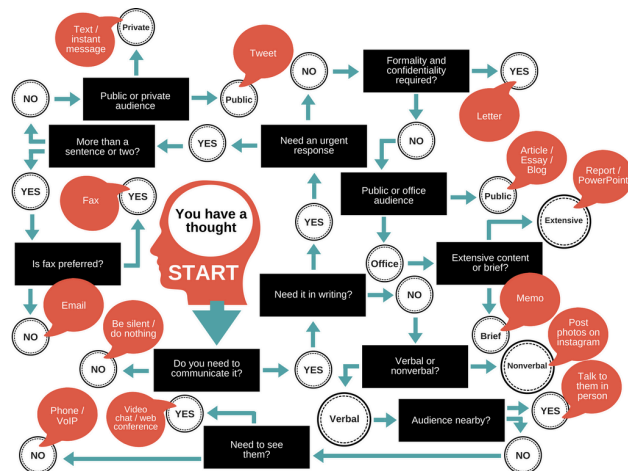 Text /
instant
message
Private
Tweet
NO
Public or private
audience
Public
NO
Formality and
confidentiality
required?
YES
Letter
More than a
sentence or two?
YES
Need an urgent
response
NO
Article /
Essay /
Blog
Report /
PowerPoint
YES
Fax
YES
You have a
thought
START
YES
Public or office
audience
Public
Extensive
Is fax preferred?
Office
Extensive content
or brief?
Need it in writing?
NO
Email
NO
Be silent /
do nothing
NO
Do you need to
communicate it?
YES
Verbal or
nonverbal?
Memo
Brief
Post
photos on
instagram
Nonverbal
Talk to
them in
person
Phone /
VoIP
NO
Video
chat / web
conference
YES
Need to see
them?
Verbal
Audience nearby?
YES
NO